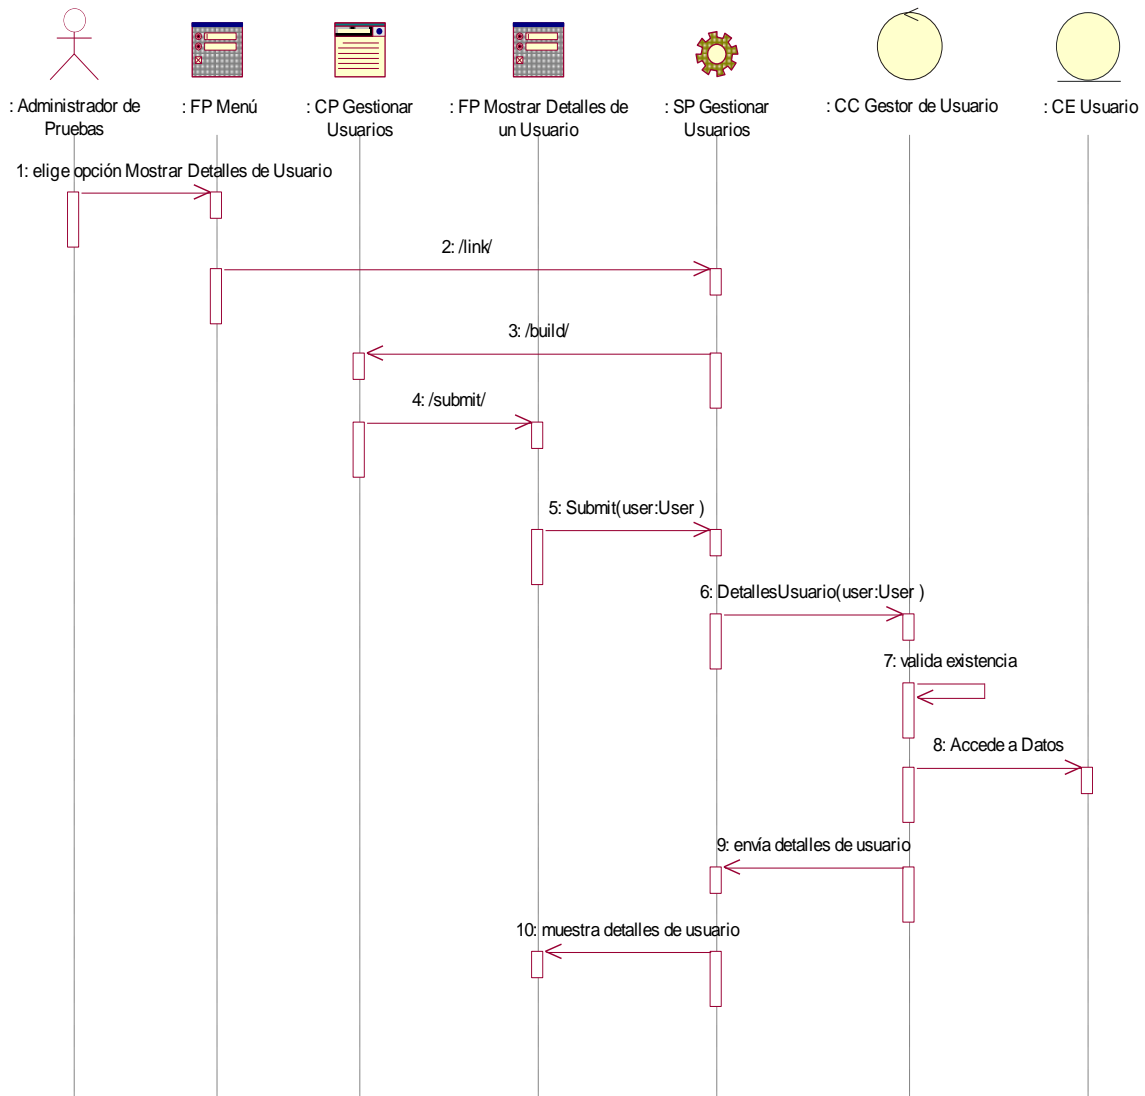 : Administrador de
Pruebas
: FP Menú
: CP Gestionar
Usuarios
: FP Mostrar Detalles de
un Usuario
: SP Gestionar
Usuarios
: CC Gestor de Usuario
: CE Usuario
1: elige opción Mostrar Detalles de Usuario
2: /link/
3: /build/
4: /submit/
5: Submit(user:User )
6: DetallesUsuario(user:User )
7: valida existencia
8: Accede a Datos
9: envía detalles de usuario
10: muestra detalles de usuario